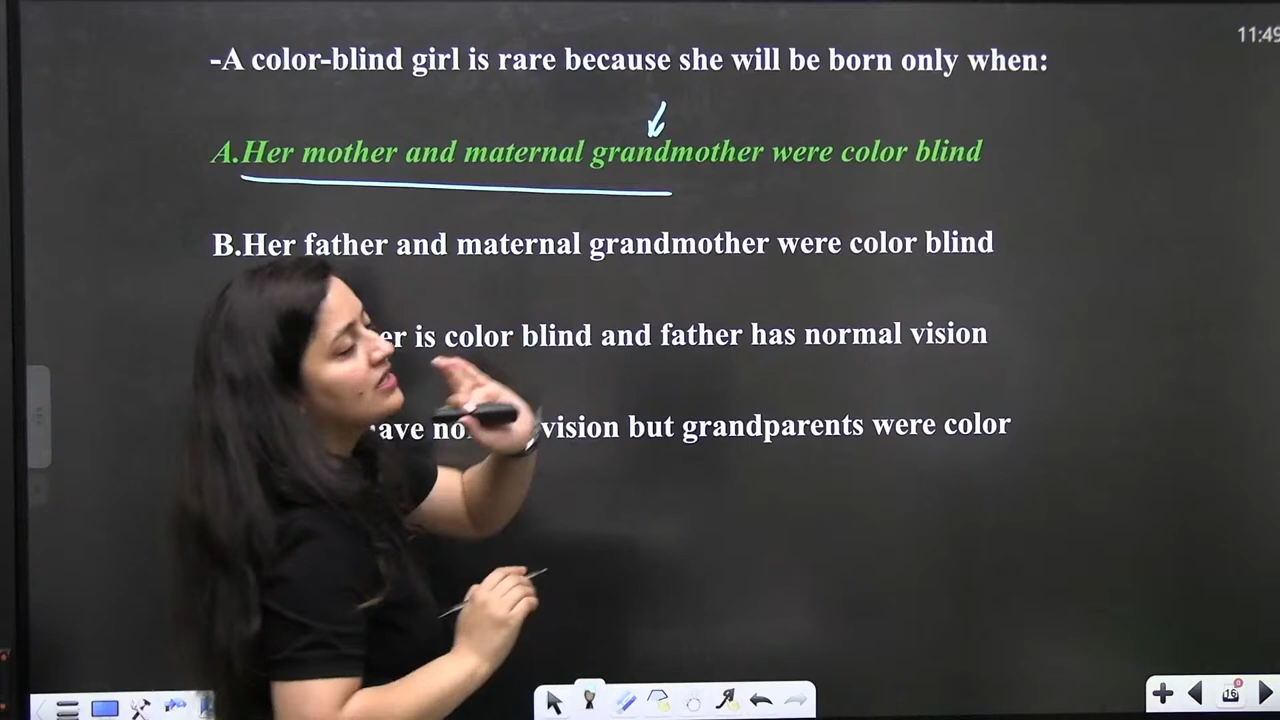 11:49
-A color-blind girl is rare because she will be born only when:
A.Her mother and maternal grandmother were color blind
B.Her father and maternal grandmother were color blind
is color blind and father has normal vision
vision but grandparents were color
16